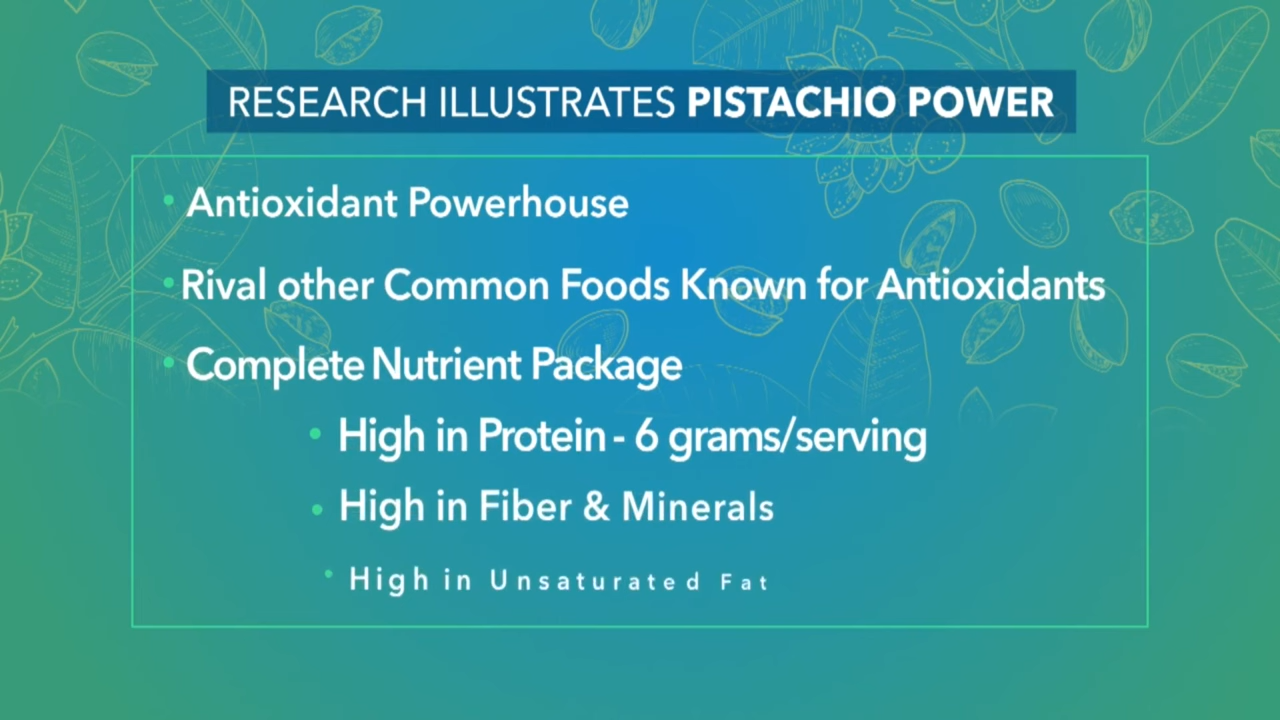 RESEARCH ILLUSTRATES PISTACHIO POWER
• Antioxidant Powerhouse
• Rival other Common Foods Known for Antioxidants
• Complete Nutrient Package
• High in Protein - 6 grams/serving
• High in Fiber & Minerals
• High in Unsaturated Fat